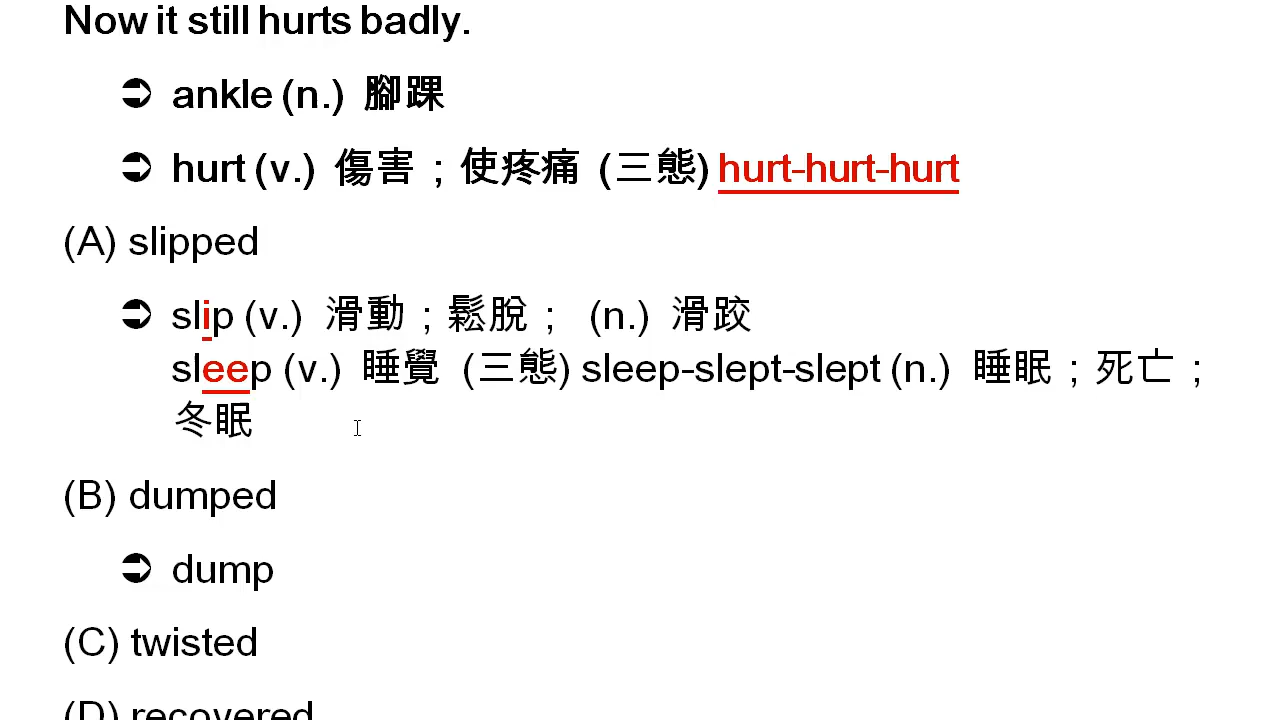 Now it still hurts badly.
➲ ankle (n.) 腳踝
➲ hurt (v.) 傷害；使疼痛 (三態) hurt-hurt-hurt
(A) slipped
➲ slip (v.) 滑動；鬆脫； (n.) 滑跤
sleep (v.) 睡覺 (三態) sleep-slept-slept (n.) 睡眠；死亡；
冬眠
(B) dumped
➲ dump
(C) twisted
(D) recovered